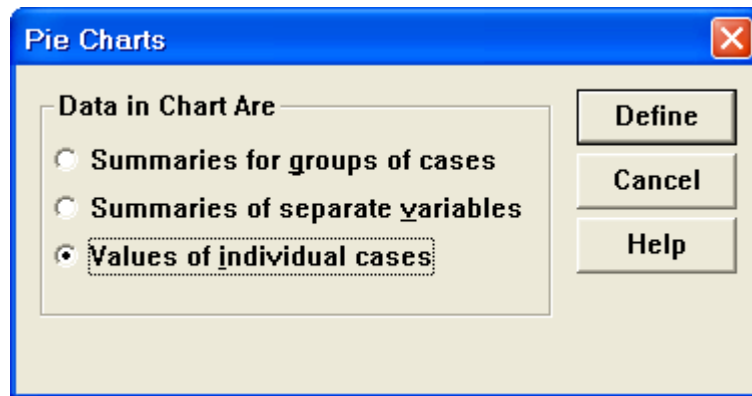 Pie Charts
Data in Chart Are
Summaries for groups of cases
Summaries of separate variables
Values of individual cases
Define
Cancel
Help